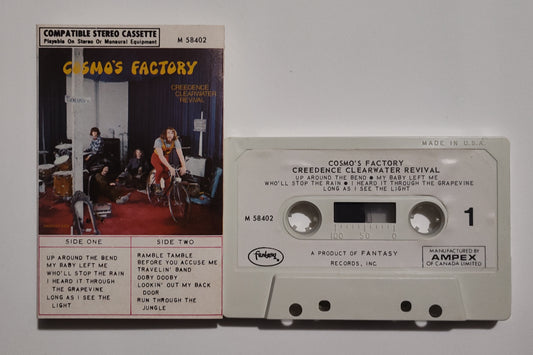 COMPATIBLE STEREO CASSETTE
Playable On Stereo Or Monaural Equipment
M 58402
COSMO'S FACTORY
CREEDENCE
CLEARWATER
REVIVAL
SIDE ONE
UP AROUND THE BEND
MY BABY LEFT ME
WHO'LL STOP THE RAIN
I HEARD IT THROUGH
THE GRAPEVINE
LONG AS I SEE THE
LIGHT
SIDE TWO
RAMBLE TAMBLE
BEFORE YOU ACCUSE ME
TRAVELIN' BAND
OOBY DOOBY
LOOKIN' OUT MY BACK
DOOR
RUN THROUGH THE
JUNGLE
MADE IN U.S.A.
COSMO'S FACTORY
CREEDENCE CLEARWATER REVIVAL
UP AROUND THE BEND ● MY BABY LEFT ME
WHO'LL STOP THE RAIN ● I HEARD IT THROUGH THE GRAPEVINE
LONG AS I SEE THE LIGHT
M 58402
1
100 50 0
Fantasy
A PRODUCT OF FANTASY
RECORDS, INC.
MANUFACTURED BY
AMPEX
OF CANADA LIMITED